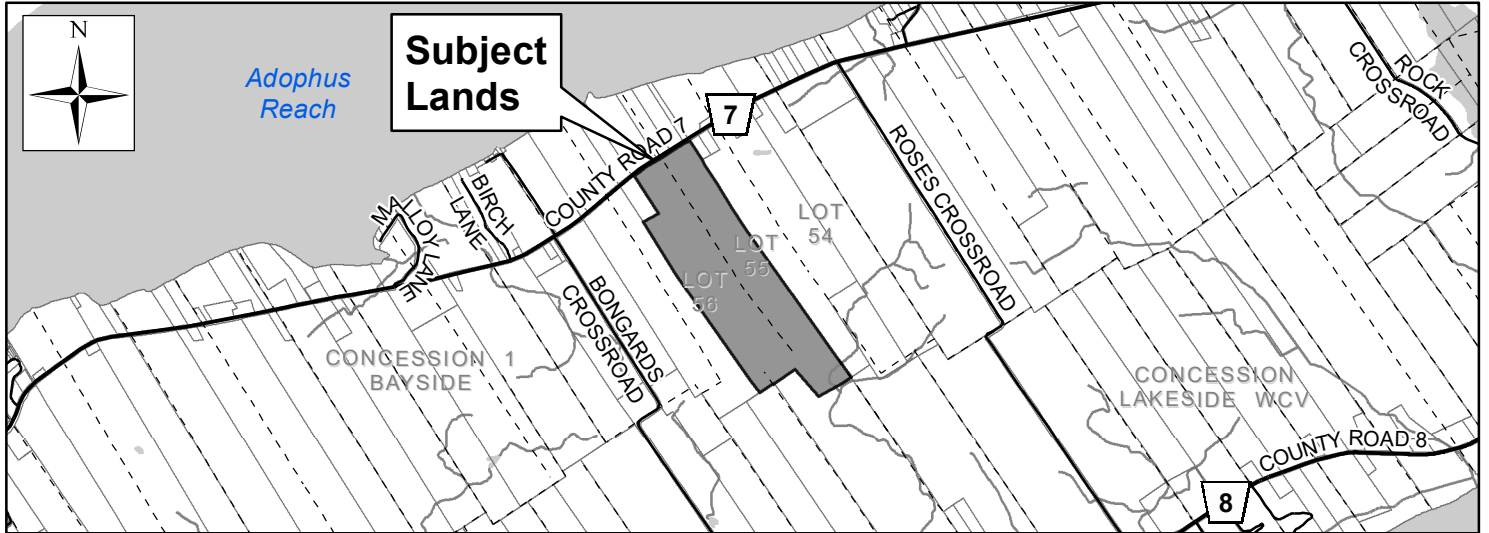 N
Adophus
Reach
Subject
Lands
7
ROCK
CROSSROAD
COUNTY ROAD 7
ROSES CROSSROAD
BIRCH
LANE
MALLOY LANE
LOT
54
LOT
55
LOT
56
BONGARDS
CROSSROAD
CONCESSION 1
BAYSIDE
CONCESSION
LAKESIDE WCV
COUNTY ROAD 8
8